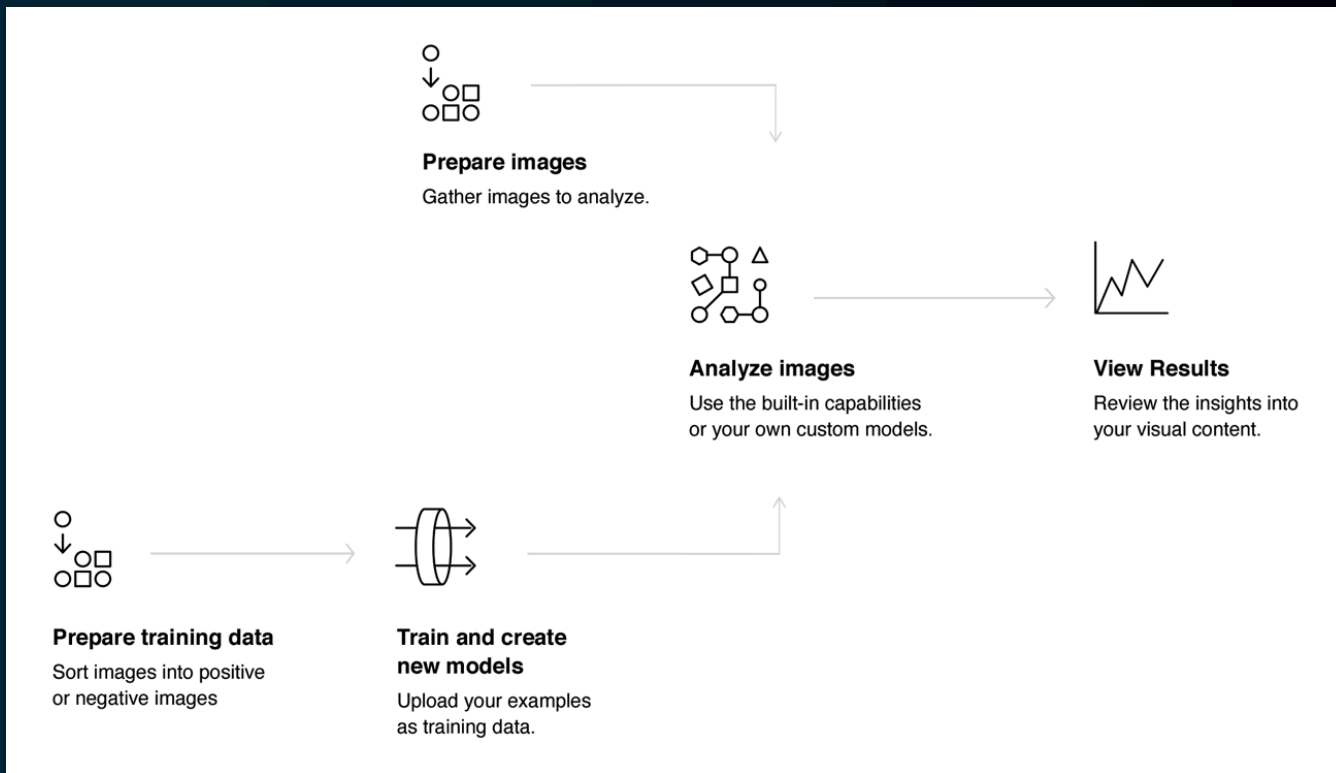 Prepare images
Gather images to analyze.
Analyze images
Use the built-in capabilities
or your own custom models.
View Results
Review the insights into
your visual content.
Prepare training data
Sort images into positive
or negative images
Train and create
new models
Upload your examples
as training data.